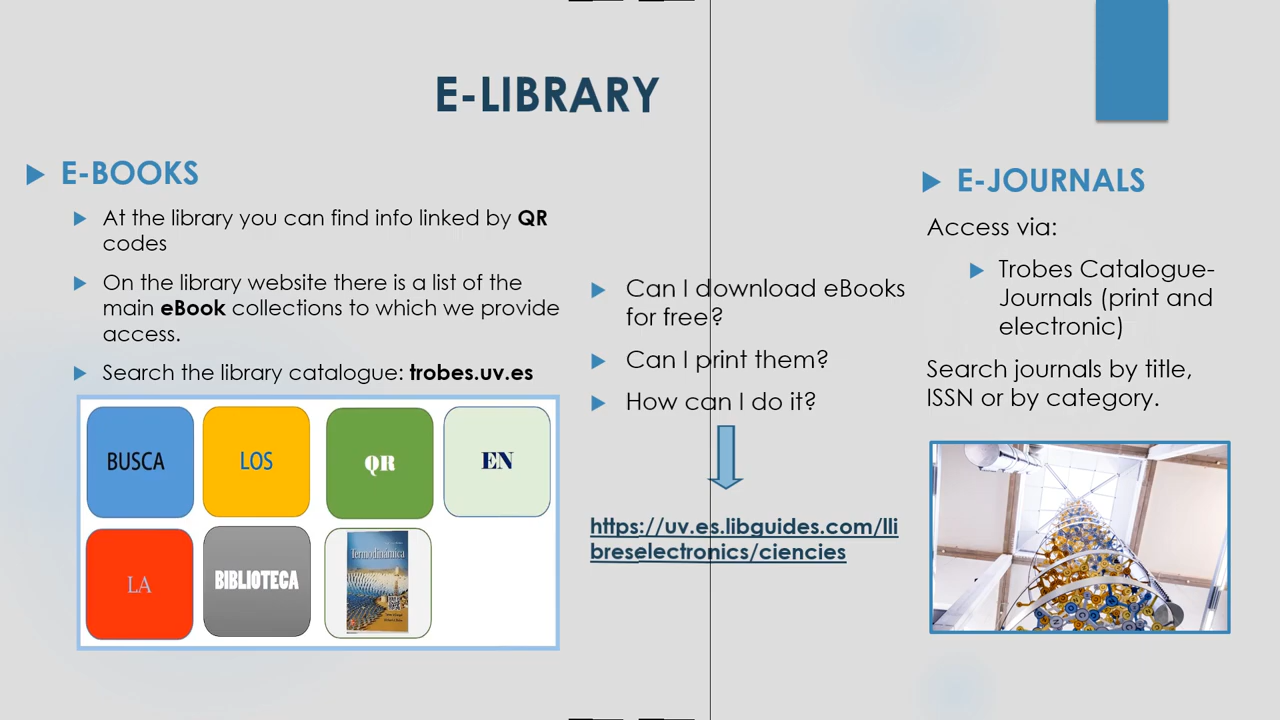 E-LIBRARY
E-BOOKS
At the library you can find info linked by QR
codes
On the library website there is a list of the
main eBook collections to which we provide
access.
Search the library catalogue: trobes.uv.es
BUSCA
LOS
QR
EN
LA
BIBLIOTECA
Termodinámica
Can I download eBooks
for free?
Can I print them?
How can I do it?
https://uv.es.libguides.com/lli
breselectronics/ciencies
E-JOURNALS
Access via:
Trobes Catalogue-
Journals (print and
electronic)
Search journals by title,
ISSN or by category.